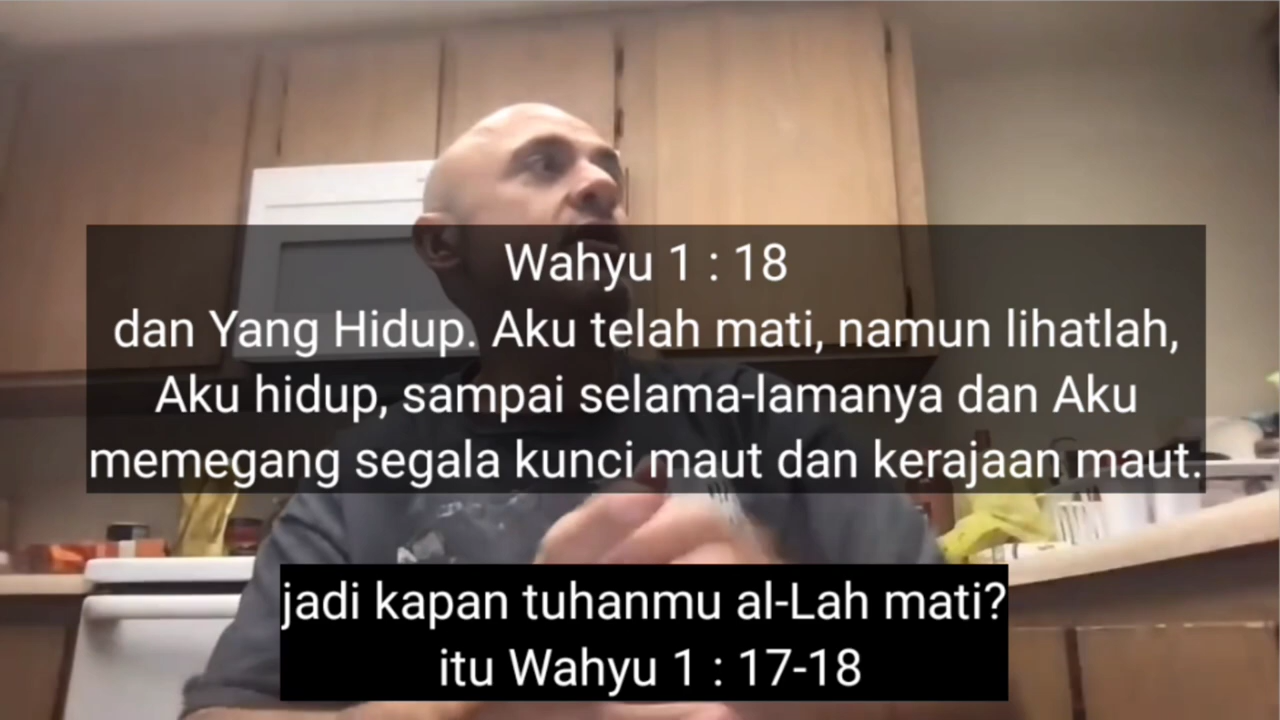 Wahyu 1 : 18
dan Yang Hidup. Aku telah mati, namun lihatlah,
Aku hidup, sampai selama-lamanya dan Aku
memegang segala kunci maut dan kerajaan maut.
jadi kapan tuhanmu al-Lah mati?
itu Wahyu 1 : 17-18